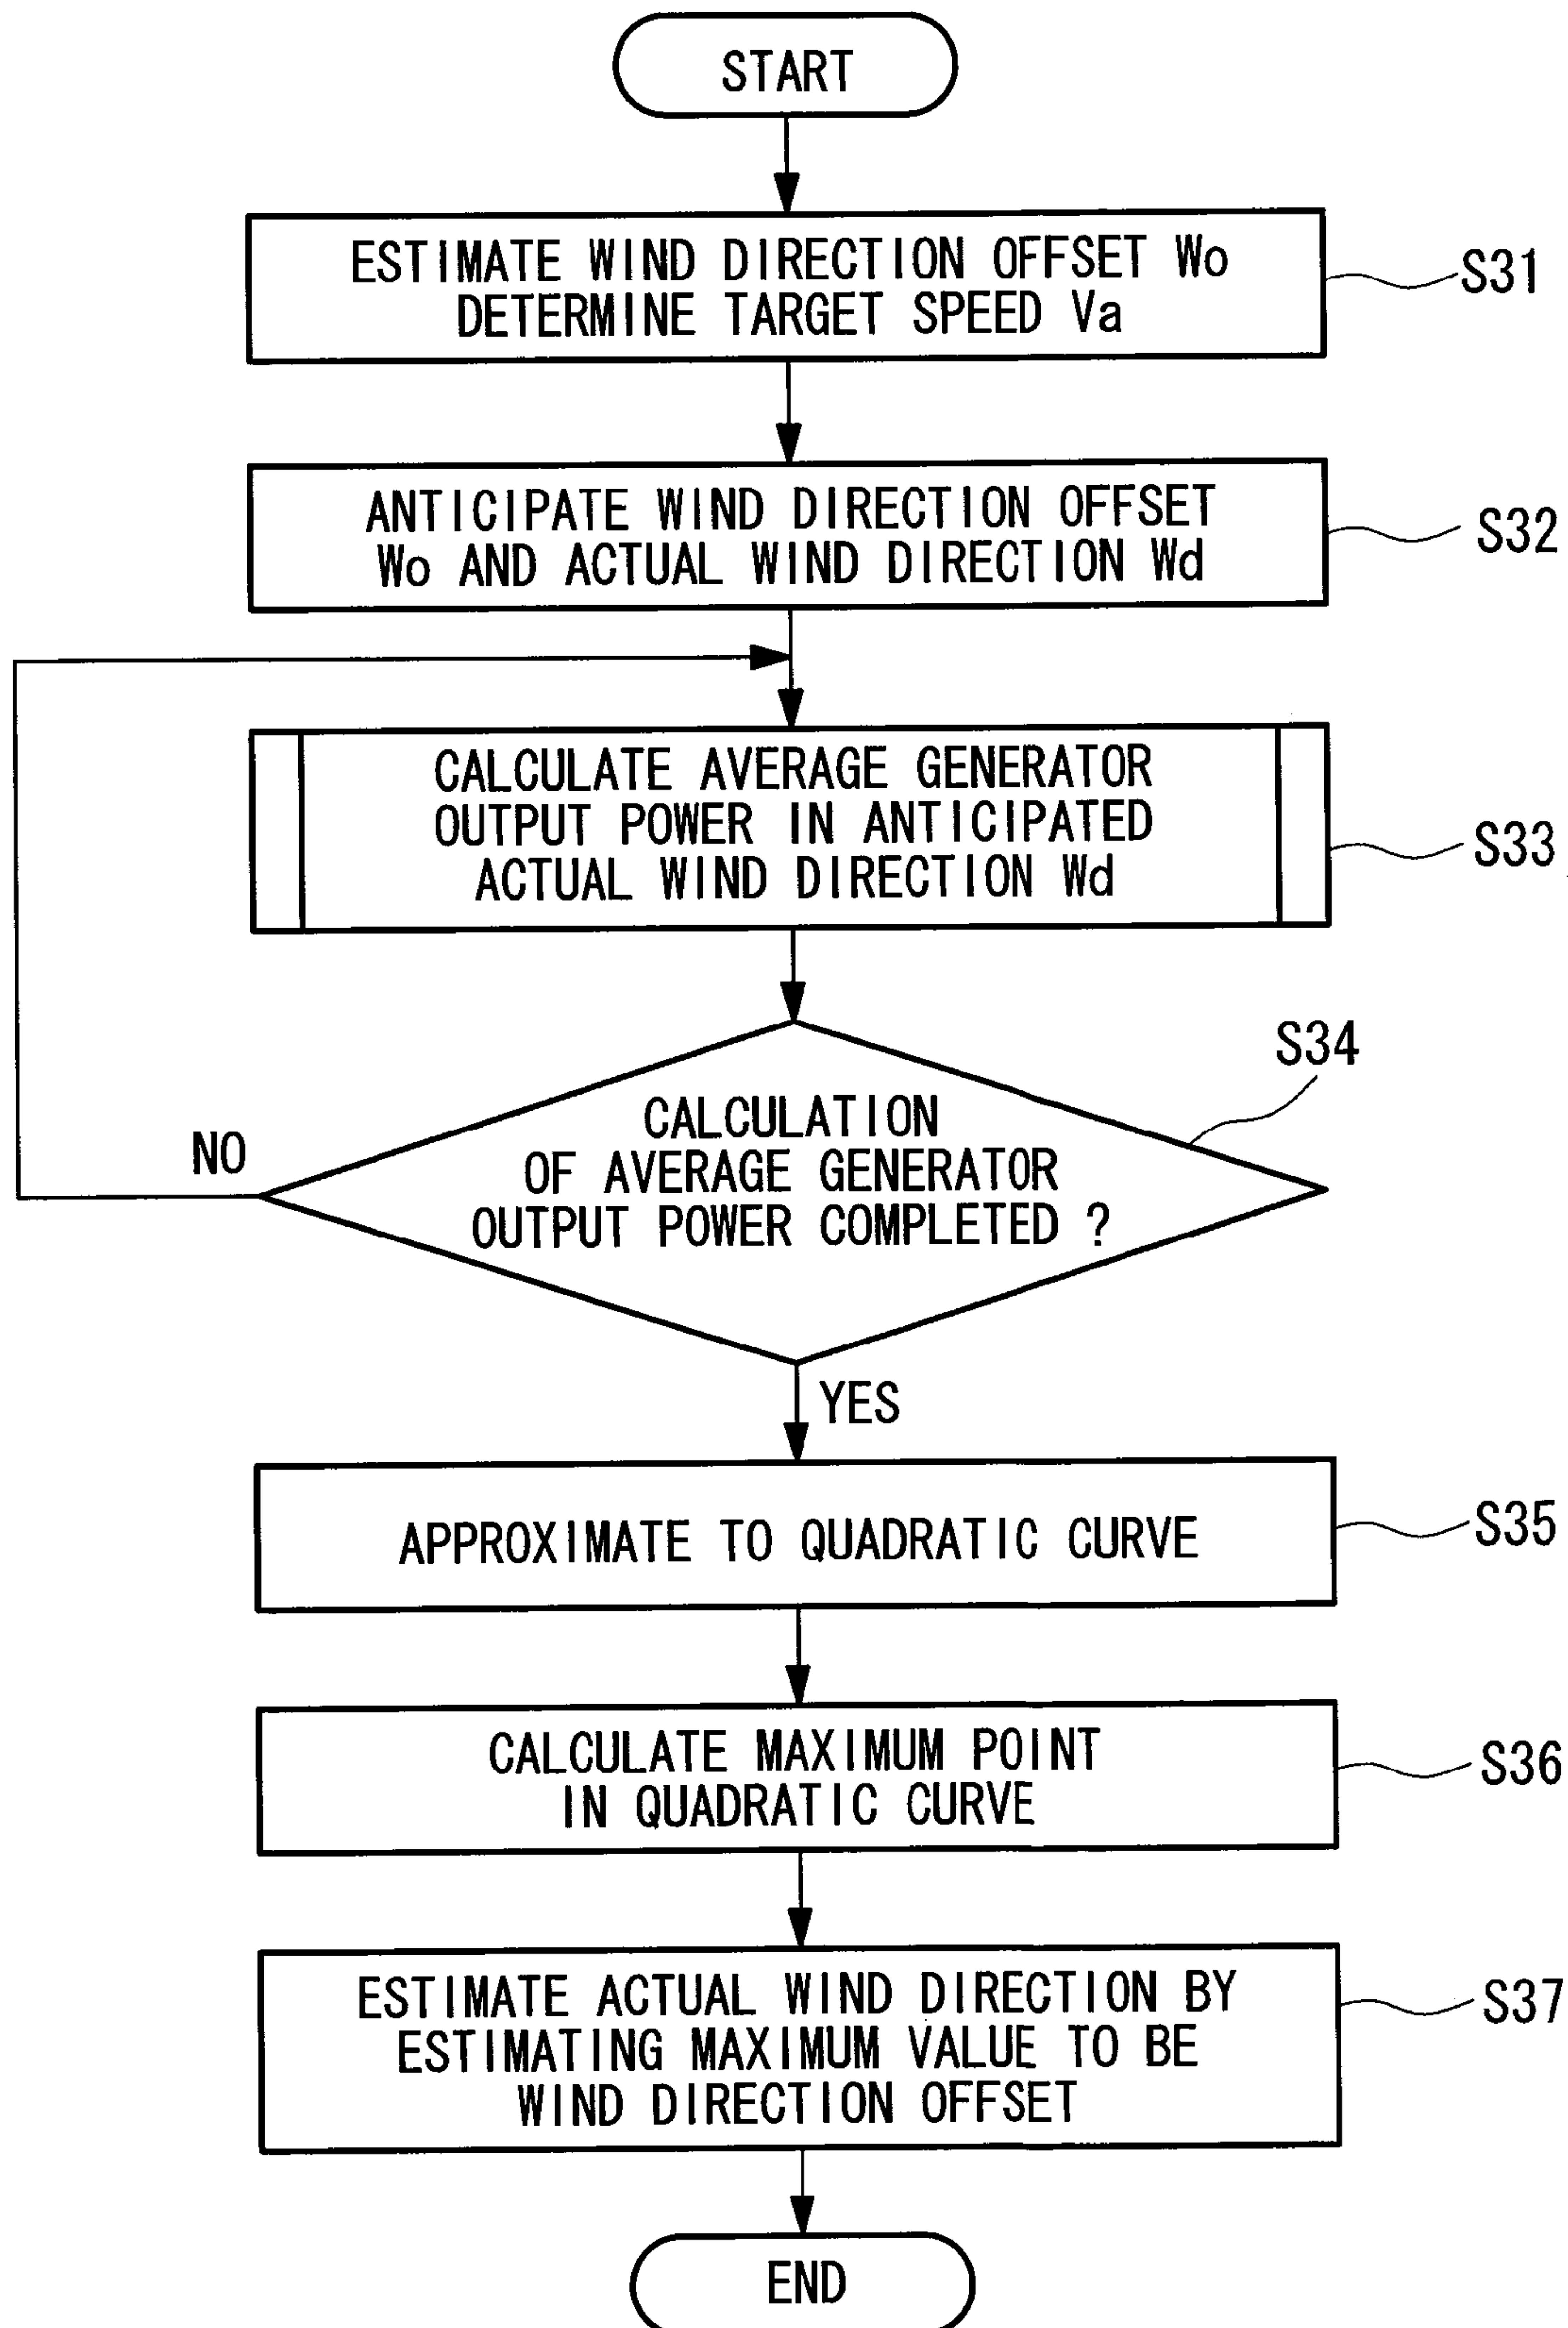 START
ESTIMATE WIND DIRECTION OFFSET Wo
DETERMINE TARGET SPEED Va
S31
ANTICIPATE WIND DIRECTION OFFSET
Wo AND ACTUAL WIND DIRECTION Wd
S32
CALCULATE AVERAGE GENERATOR
OUTPUT POWER IN ANTICIPATED
ACTUAL WIND DIRECTION Wd
S33
S34
CALCULATION
OF AVERAGE GENERATOR
OUTPUT POWER COMPLETED ?
NO
YES
APPROXIMATE TO QUADRATIC CURVE
S35
CALCULATE MAXIMUM POINT
IN QUADRATIC CURVE
S36
ESTIMATE ACTUAL WIND DIRECTION BY
ESTIMATING MAXIMUM VALUE TO BE
WIND DIRECTION OFFSET
S37
END